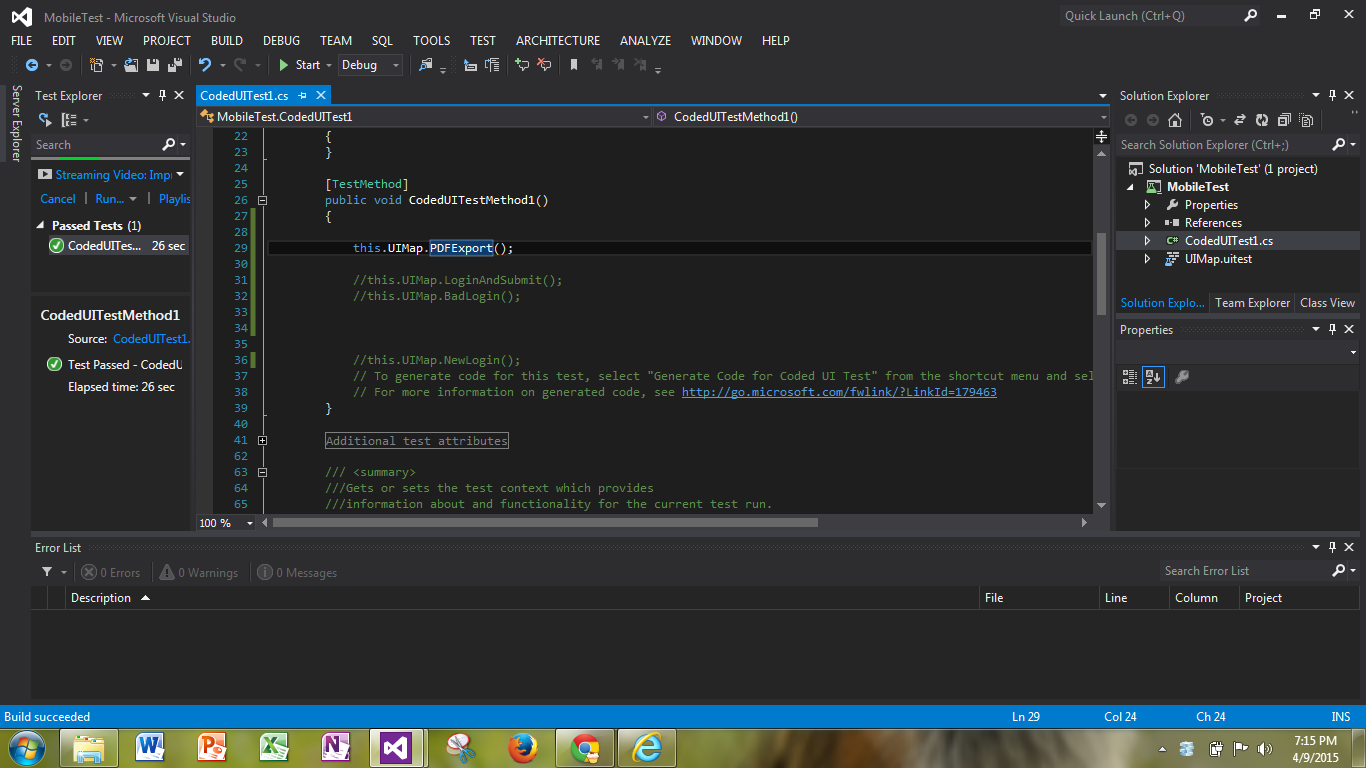 MobileTest - Microsoft Visual Studio
Quick Launch (Ctrl+Q)
FILE EDIT VIEW PROJECT BUILD DEBUG TEAM SQL TOOLS TEST ARCHITECTURE ANALYZE WINDOW HELP
Start Debug
Server Explorer
Test Explorer
Search
Streaming Video: Impr
Cancel Run... Playlis
Passed Tests (1)
CodedUITes... 26 sec
CodedUITestMethod1
Source: CodedUITest1.
Test Passed - CodedU
Elapsed time: 26 sec
CodedUITest1.cs
MobileTest.CodedUITest1 CodedUITestMethod1()
22 {
23 }
24
25 [TestMethod]
26 public void CodedUITestMethod1()
27 {
28
29 this.UIMap.PDFExport();
30
31 //this.UIMap.LoginAndSubmit();
32 //this.UIMap.BadLogin();
33
34
35
36 //this.UIMap.NewLogin();
37 // To generate code for this test, select "Generate Code for Coded UI Test" from the shortcut menu and sel
38 // For more information on generated code, see http://go.microsoft.com/fwlink/?LinkId=179463
39 }
40
41 Additional test attributes
62
63 /// <summary>
64 ///Gets or sets the test context which provides
65 ///information about and functionality for the current test run.
100 %
Solution Explorer
Search Solution Explorer (Ctrl+;)
Solution 'MobileTest' (1 project)
MobileTest
Properties
References
C# CodedUITest1.cs
UIMap.uitest
Solution Explo... Team Explorer Class View
Properties
Error List
0 Errors 0 Warnings 0 Messages
Search Error List
Description File Line Column Project
Build succeeded Ln 29 Col 24 Ch 24 INS
7:15 PM
4/9/2015